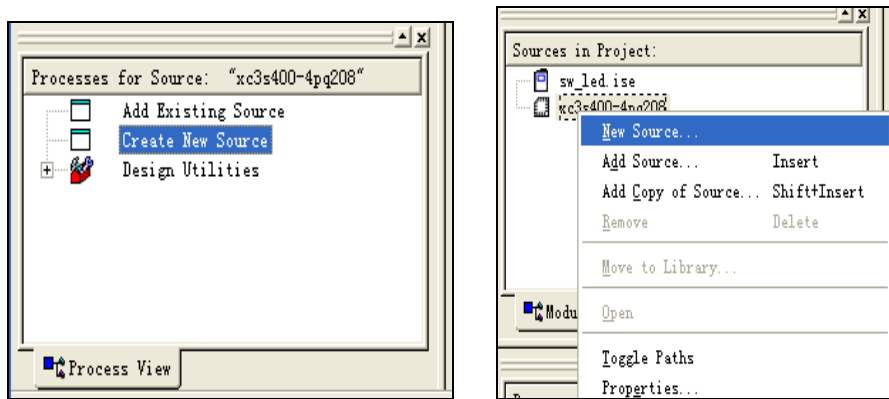 Processes for Source: "xc3s400-4pq208"
Add Existing Source
Create New Source
Design Utilities
Process View
Sources in Project:
sw_led.ise
xc3s400-4pq208
New Source...
Add Source... Insert
Add Copy of Source... Shift+Insert
Remove Delete
Move to Library...
Open
Toggle Paths
Properties...
Modu